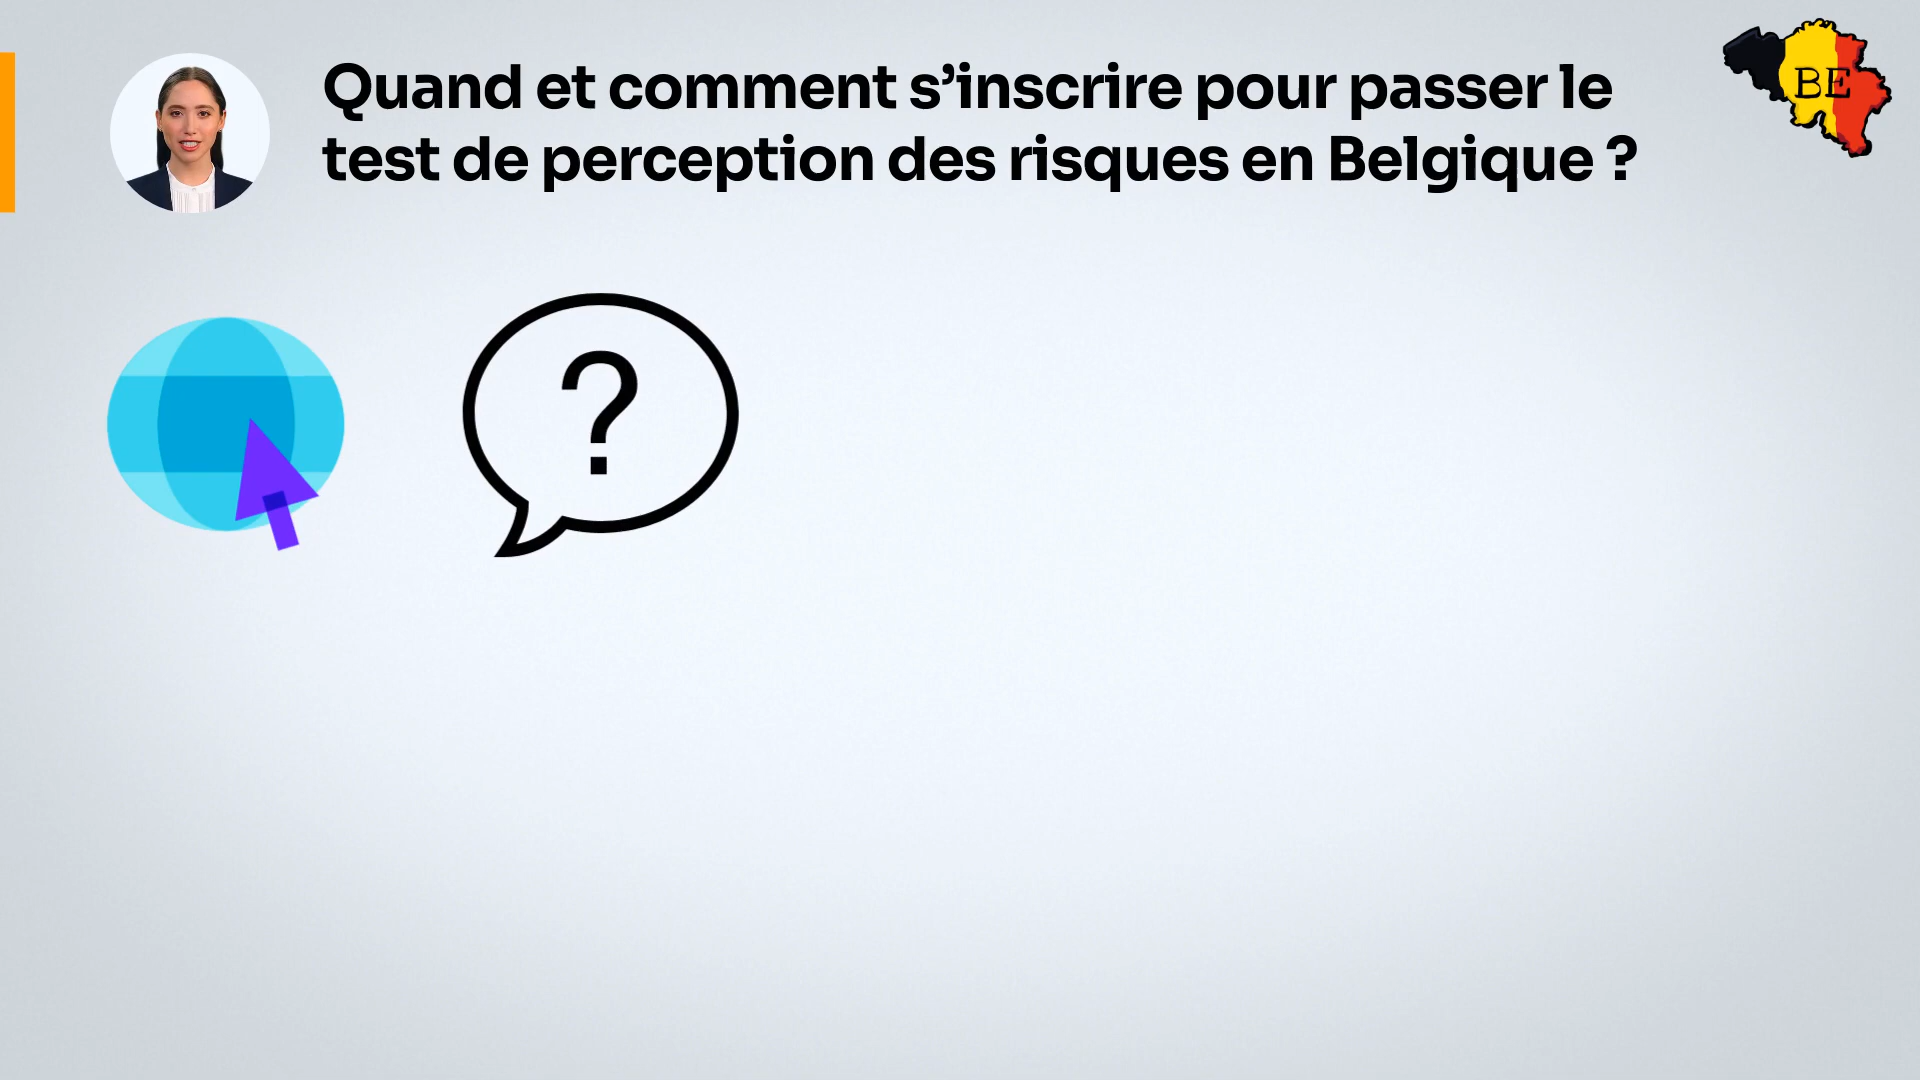 Quand et comment s’inscrire pour passer le
test de perception des risques en Belgique ?
BE
?